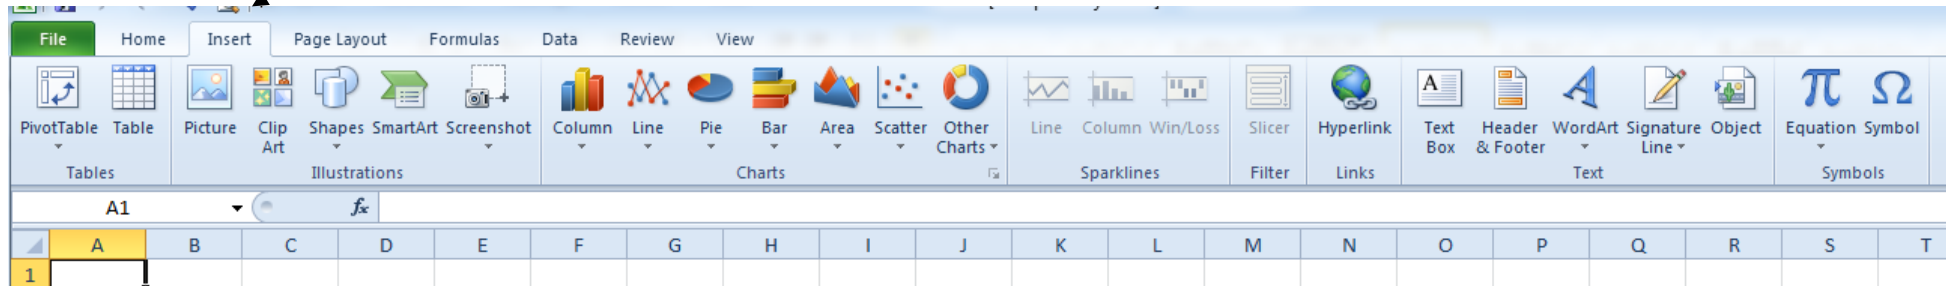 File Home Insert Page Layout Formulas Data Review View
PivotTable Table Picture Clip Art Shapes SmartArt Screenshot Column Line Pie Bar Area Scatter Other Charts Line Column Win/Loss Slicer Hyperlink Text Box Header & Footer WordArt Signature Line Object Equation Symbol
Tables Illustrations Charts Sparklines Filter Links Text Symbols
A1 fx
A B C D E F G H I J K L M N O P Q R S T
1